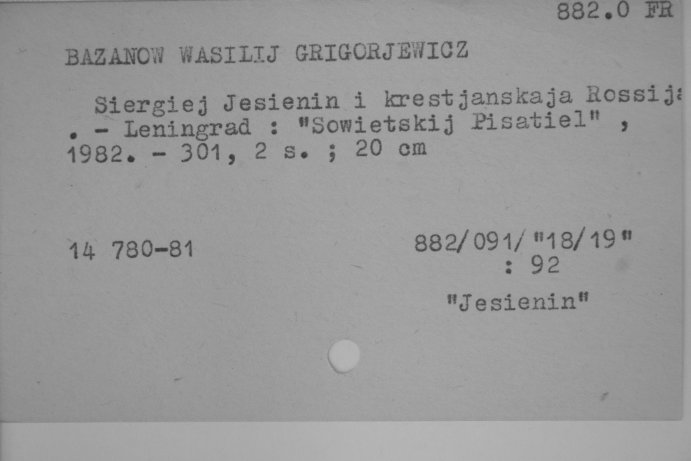 882.0 FR
BAZANOW WASILIJ GRIGORJEWICZ
Siergiej Jesienin i krestjanskaja Rossija
. - Leningrad : "Sowietskij Pisatiel" ,
1982. - 301, 2 s. ; 20 cm
14 780-81
882/091/"18/19"
: 92
"Jesienin"